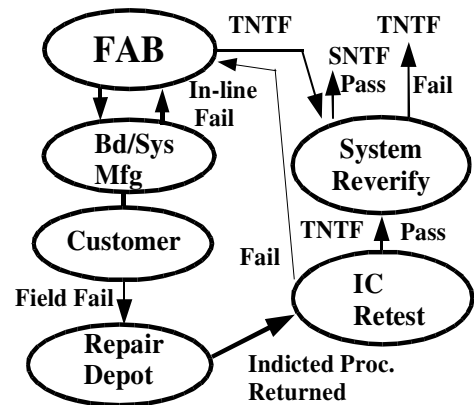 TNTF
TNTF
FAB
SNTF
Pass
Fail
In-line
Fail
Bd/Sys
Mfg
System
Reverify
Customer
TNTF
Pass
Fail
Field Fail
IC
Retest
Repair
Depot
Indicted Proc.
Returned